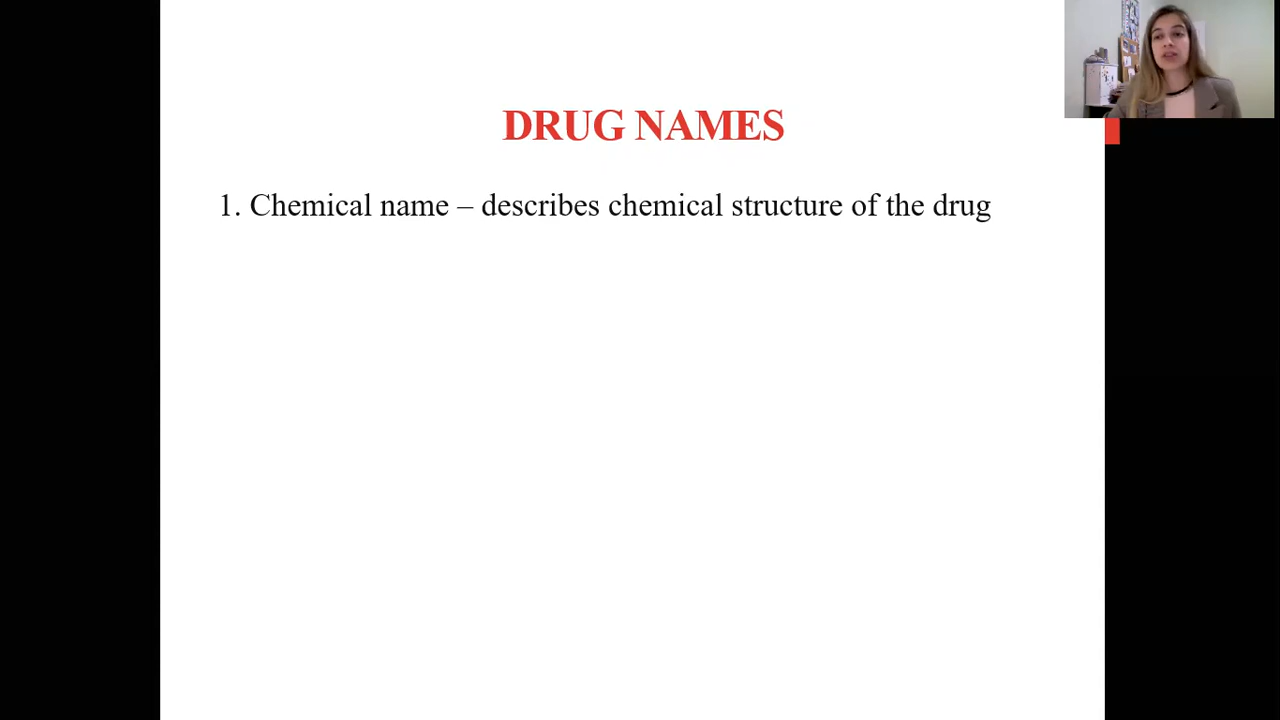 DRUG NAMES
1. Chemical name – describes chemical structure of the drug